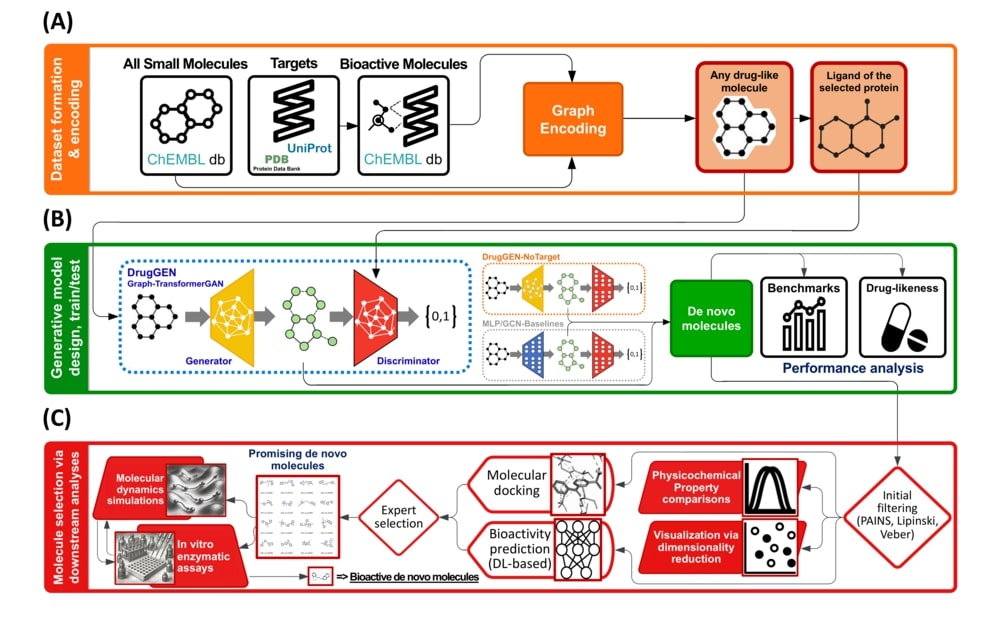 (A)
Dataset formation
& encoding
All Small Molecules
Targets
Bioactive Molecules
ChEMBL db
UniProt
PDB
Protein Data Bank
ChEMBL db
Graph
Encoding
Any drug-like
molecule
Ligand of the
selected protein
(B)
Generative model
design, train/test
DrugGEN
Graph-TransformerGAN
Generator
Discriminator
{0,1}
DrugGEN-NoTarget
{0,1}
MLP/GCN-Baselines
{0,1}
De novo
molecules
Benchmarks
Drug-likeness
Performance analysis
(C)
Molecule selection via
downstream analyses
Molecular
dynamics
simulations
In vitro
enzymatic
assays
Promising de novo
molecules
=> Bioactive de novo molecules
Expert
selection
Molecular
docking
Bioactivity
prediction
(DL-based)
Physicochemical
Property
comparisons
Visualization via
dimensionality
reduction
Initial
filtering
(PAINS, Lipinski,
Veber)